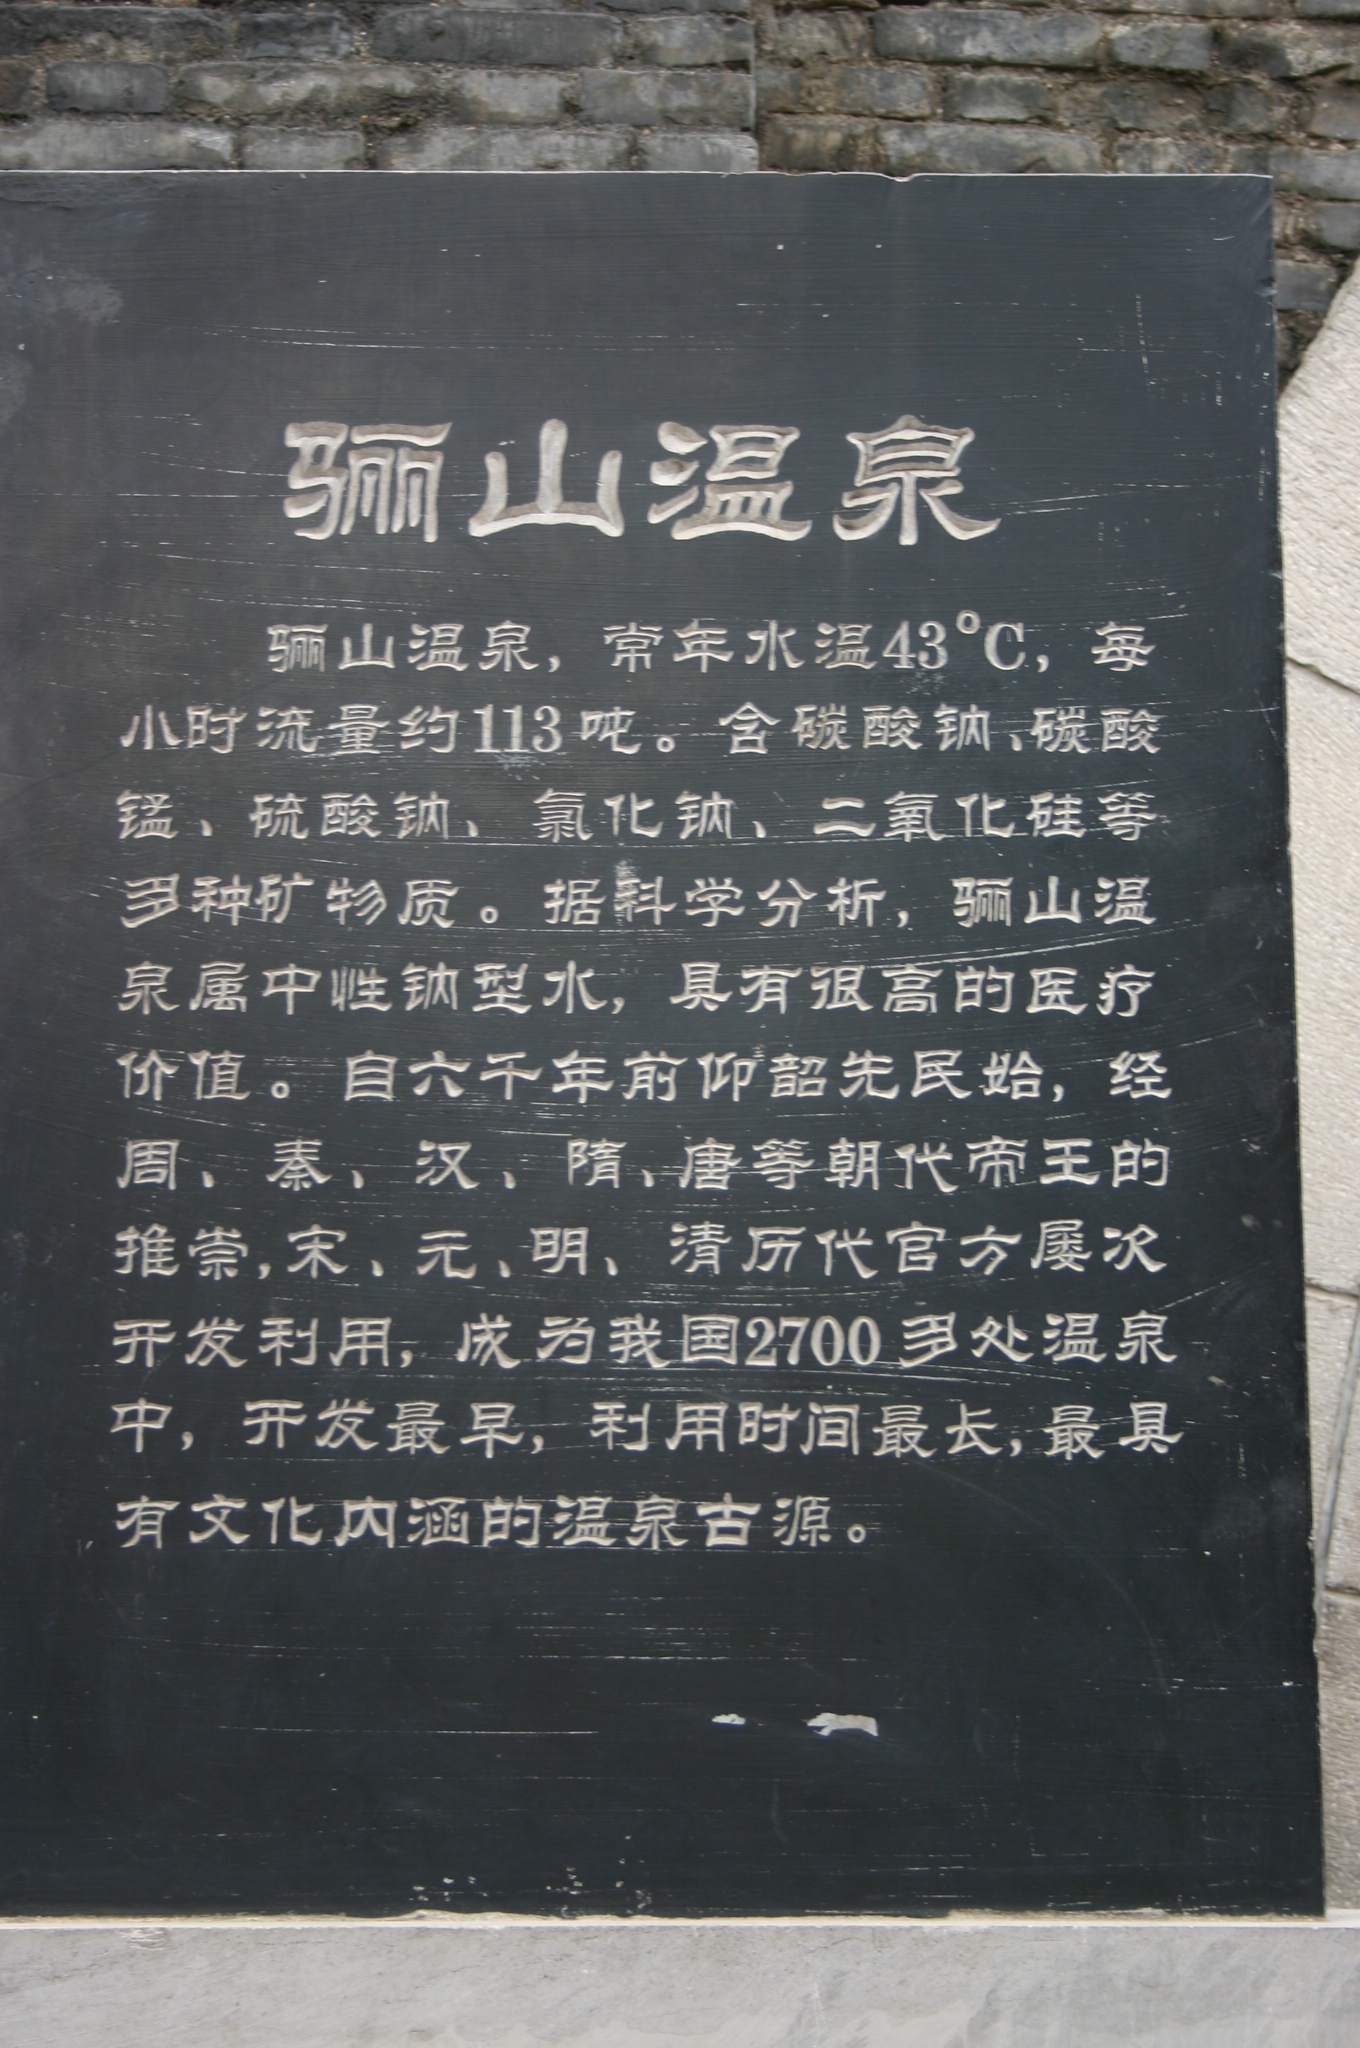 骊山温泉
骊山温泉，常年水温43°C，每
小时流量约113吨。含碳酸钠、碳酸
锰、硫酸钠、氯化钠、二氧化硅等
多种矿物质。据科学分析，骊山温
泉属中性钠型水，具有很高的医疗
价值。自六千年前仰韶先民始，经
周、秦、汉、隋、唐等朝代帝王的
推崇，宋、元、明、清历代官方屡次
开发利用，成为我国2700多处温泉
中，开发最早，利用时间最长，最具
有文化内涵的温泉古源。